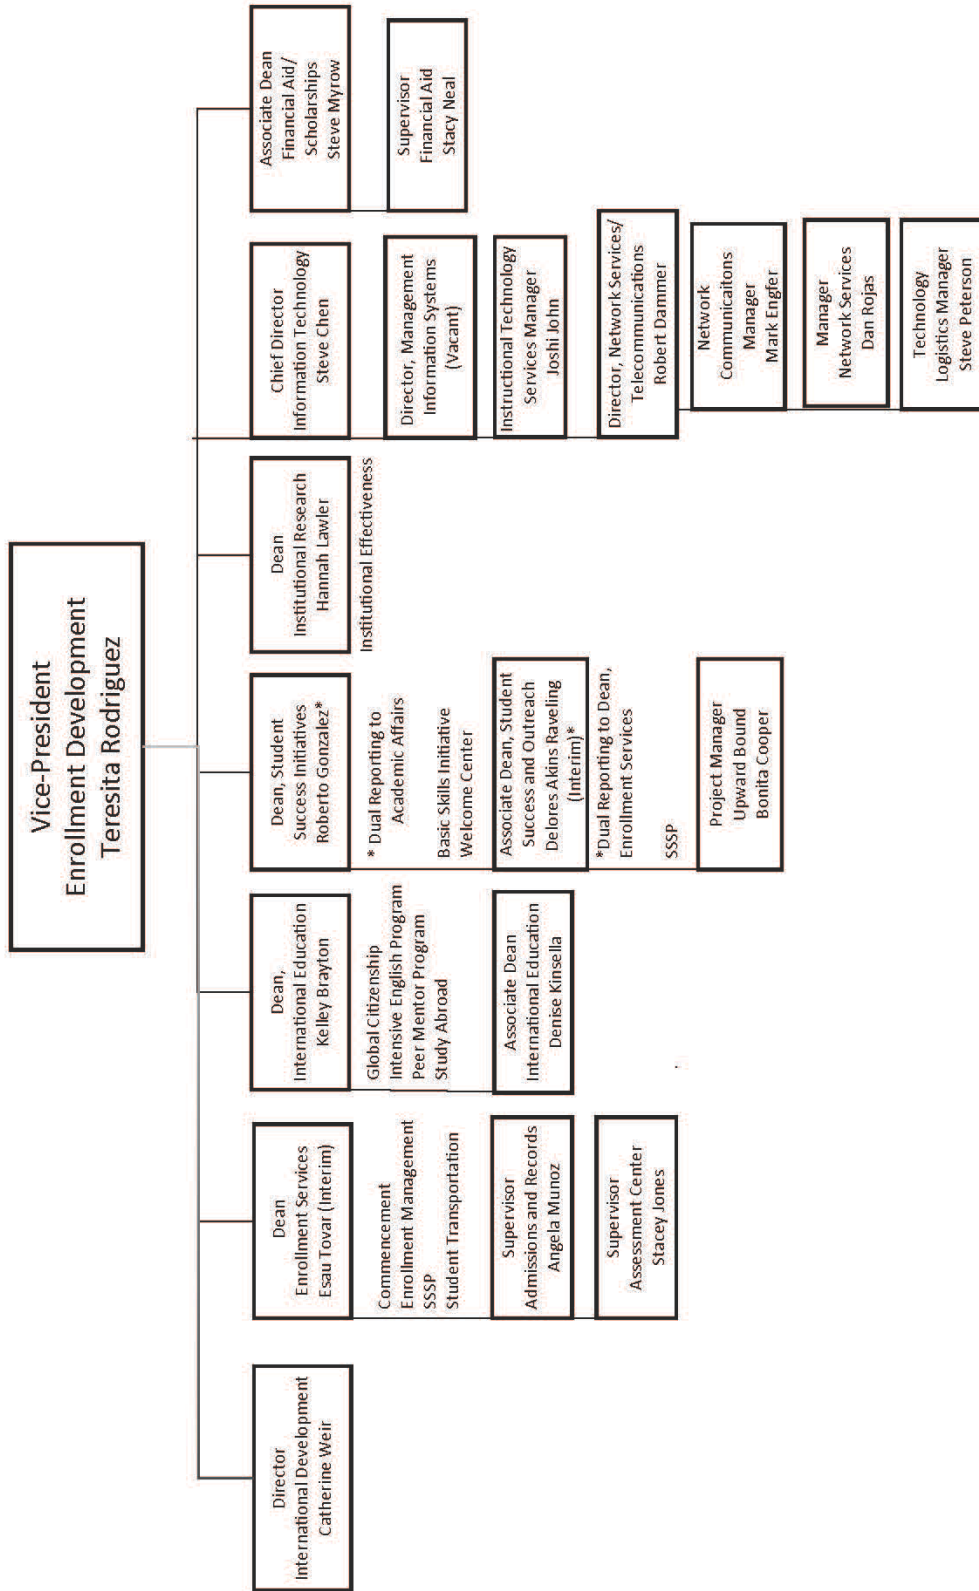 Vice-President
Enrollment Development
Teresita Rodriguez
Director
International Development
Catherine Weir
Dean
Enrollment Services
Esau Tovar (Interim)
Commencement
Enrollment Management
SSSP
Student Transportation
Supervisor
Admissions and Records
Angela Munoz
Supervisor
Assessment Center
Stacey Jones
Dean,
International Education
Kelley Brayton
Global Citizenship
Intensive English Program
Peer Mentor Program
Study Abroad
Associate Dean
International Education
Denise Kinsella
Dean, Student
Success Initiatives
Roberto Gonzalez*
* Dual Reporting to
Academic Affairs
Basic Skills Initiative
Welcome Center
Associate Dean, Student
Success and Outreach
Delores Akins Raveling
(Interim)*
*Dual Reporting to Dean,
Enrollment Services
SSSP
Project Manager
Upward Bound
Bonita Cooper
Dean
Institutional Research
Hannah Lawler
Institutional Effectiveness
Chief Director
Information Technology
Steve Chen
Director, Management
Information Systems
(Vacant)
Instructional Technology
Services Manager
Joshi John
Director, Network Services/
Telecommunications
Robert Dammer
Network
Communicaitons
Manager
Mark Engfer
Manager
Network Services
Dan Rojas
Technology
Logistics Manager
Steve Peterson
Associate Dean
Financial Aid/
Scholarships
Steve Myrow
Supervisor
Financial Aid
Stacy Neal